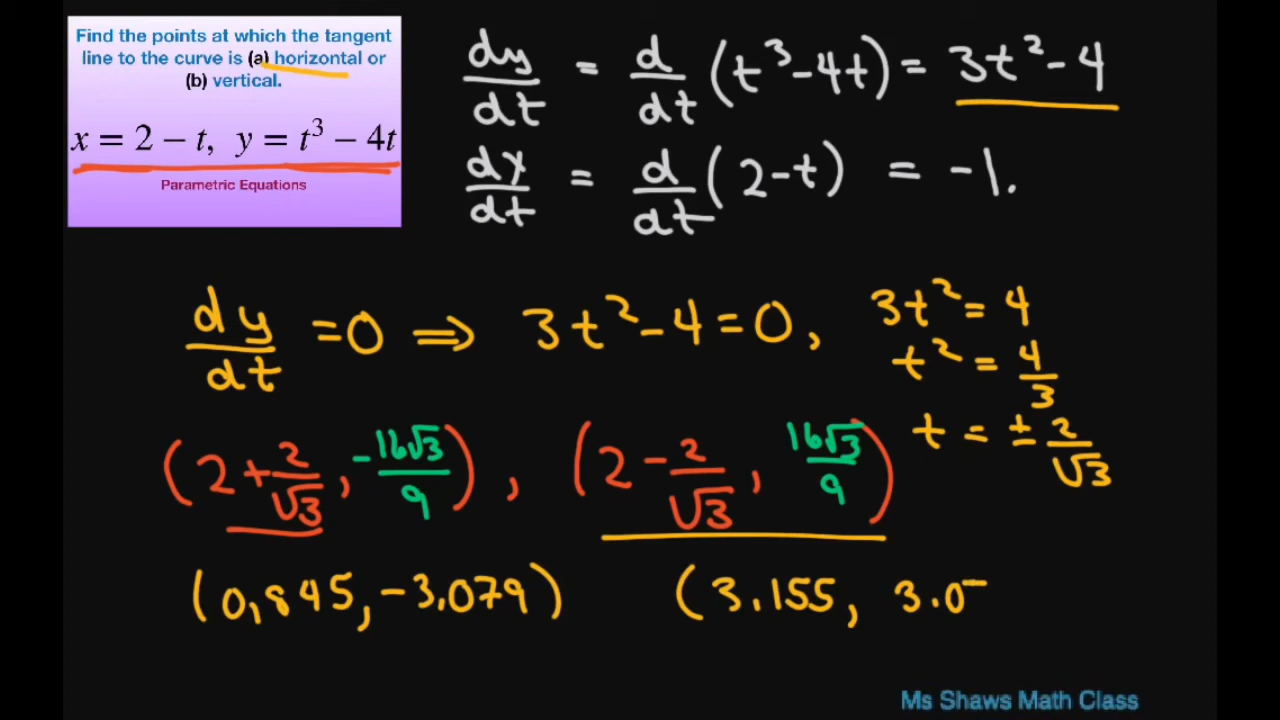 Find the points at which the tangent
line to the curve is (a) horizontal or
(b) vertical.
x = 2 − t, y = t³ − 4t
Parametric Equations
dy/dt = d/dt (t³ − 4t) = 3t² − 4
dx/dt = d/dt (2 − t) = −1.
dy/dt = 0 ⇒ 3t² − 4 = 0,
3t² = 4
t² = 4/3
t = ± 2/√3
(2 + 2/√3, −16√3/9), (2 − 2/√3, 16√3/9)
(0.845, −3.079) (3.155, 3.0
Ms Shaws Math Class